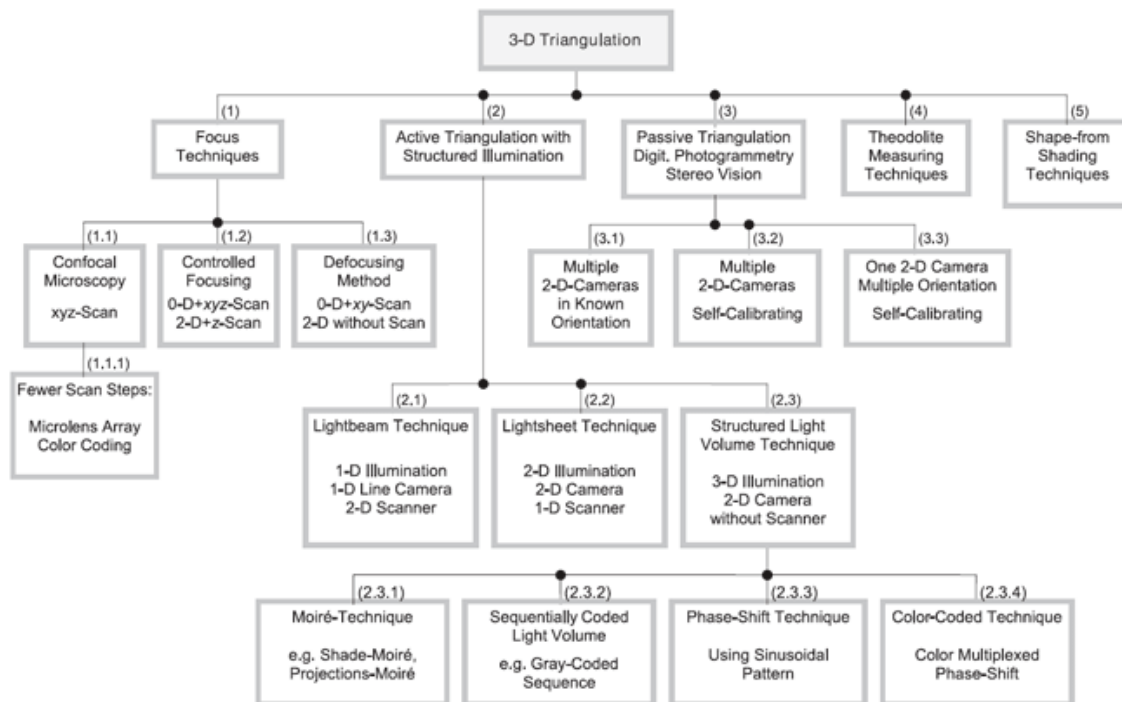 3-D Triangulation
(1)
Focus
Techniques
(2)
Active Triangulation with
Structured Illumination
(3)
Passive Triangulation
Digit. Photogrammetry
Stereo Vision
(4)
Theodolite
Measuring
Techniques
(5)
Shape-from
Shading
Techniques
(1.1)
Confocal
Microscopy
xyz-Scan
(1.2)
Controlled
Focusing
0-D+xyz-Scan
2-D+z-Scan
(1.3)
Defocusing
Method
0-D+xy-Scan
2-D without Scan
(3.1)
Multiple
2-D-Cameras
in Known
Orientation
(3.2)
Multiple
2-D-Cameras
Self-Calibrating
(3.3)
One 2-D Camera
Multiple Orientation
Self-Calibrating
(1.1.1)
Fewer Scan Steps:
Microlens Array
Color Coding
(2.1)
Lightbeam Technique
1-D Illumination
1-D Line Camera
2-D Scanner
(2.2)
Lightsheet Technique
2-D Illumination
2-D Camera
1-D Scanner
(2.3)
Structured Light
Volume Technique
3-D Illumination
2-D Camera
without Scanner
(2.3.1)
Moiré-Technique
e.g. Shade-Moiré,
Projections-Moiré
(2.3.2)
Sequentially Coded
Light Volume
e.g. Gray-Coded
Sequence
(2.3.3)
Phase-Shift Technique
Using Sinusoidal
Pattern
(2.3.4)
Color-Coded Technique
Color Multiplexed
Phase-Shift